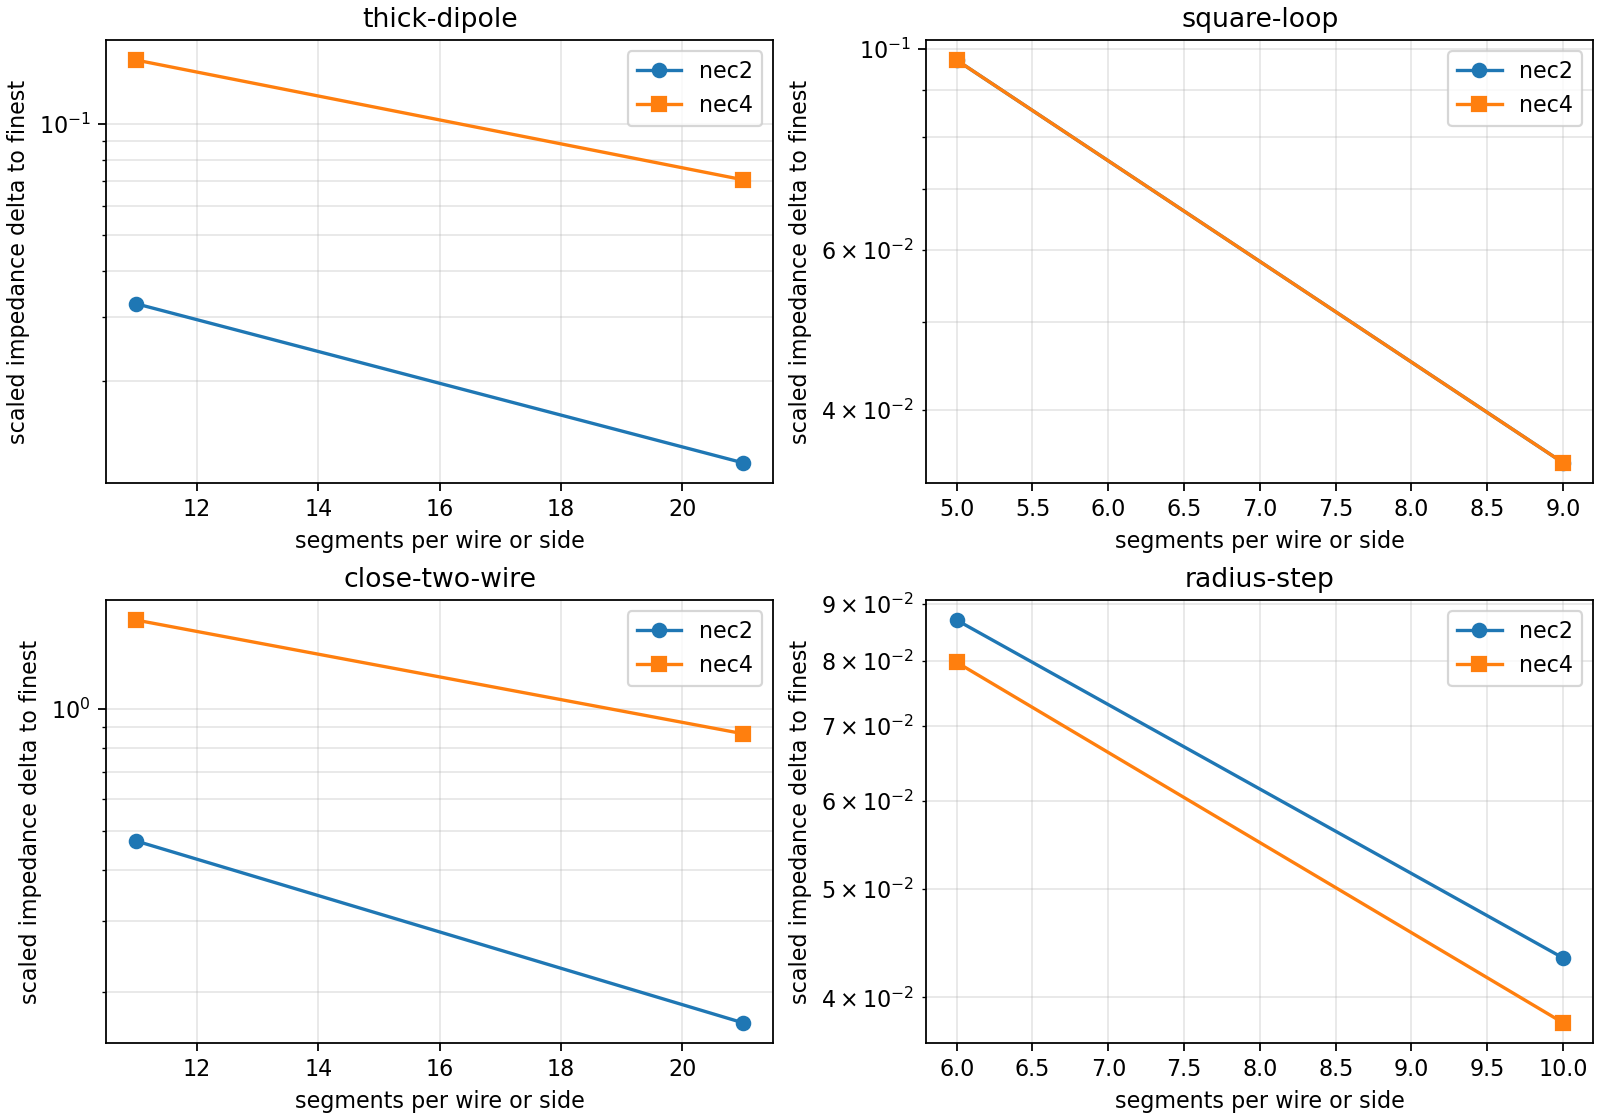 thick-dipole
scaled impedance delta to finest
10⁻¹
nec2
nec4
12 14 16 18 20
segments per wire or side
square-loop
scaled impedance delta to finest
10⁻¹
6 × 10⁻²
4 × 10⁻²
nec2
nec4
5.0 5.5 6.0 6.5 7.0 7.5 8.0 8.5 9.0
segments per wire or side
close-two-wire
scaled impedance delta to finest
10⁰
nec2
nec4
12 14 16 18 20
segments per wire or side
radius-step
scaled impedance delta to finest
9 × 10⁻²
8 × 10⁻²
7 × 10⁻²
6 × 10⁻²
5 × 10⁻²
4 × 10⁻²
nec2
nec4
6.0 6.5 7.0 7.5 8.0 8.5 9.0 9.5 10.0
segments per wire or side